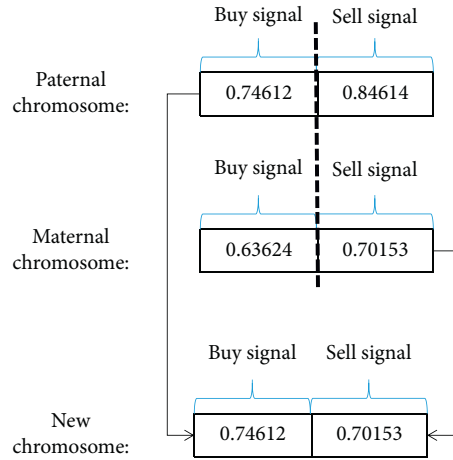 Buy signal Sell signal
Paternal
chromosome:
0.74612 0.84614
Buy signal Sell signal
Maternal
chromosome:
0.63624 0.70153
Buy signal Sell signal
New
chromosome:
0.74612 0.70153